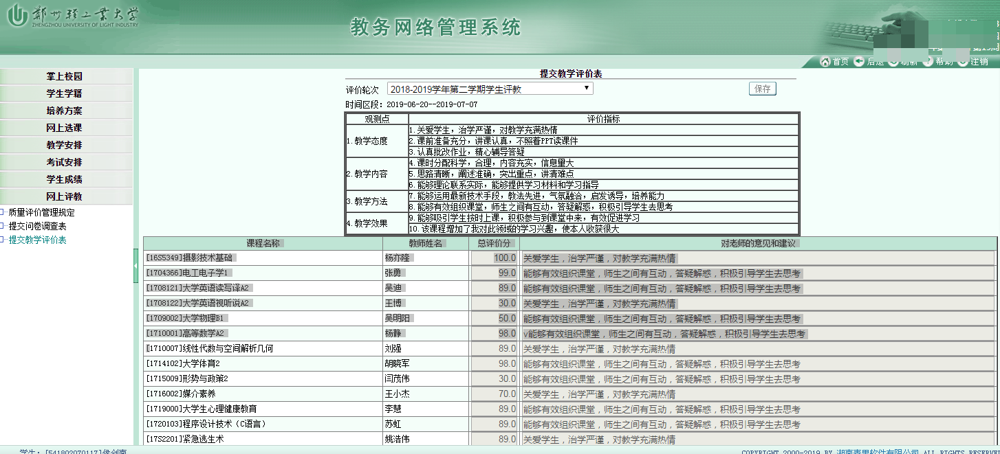 郑州轻工业大学
ZHENGZHOU UNIVERSITY OF LIGHT INDUSTRY
教务网络管理系统
首页 后退 刷新 帮助 注销
掌上校园
学生学籍
培养方案
网上选课
教学安排
考试安排
学生成绩
网上评教
质量评价管理规定
提交问卷调查表
提交教学评价表
提交教学评价表
评价轮次 2018-2019学年第二学期学生评教 保存
时间区段：2019-06-20--2019-07-07
观测点 评价指标
1.教学态度
1.关爱学生，治学严谨，对教学充满热情
2.课前准备充分，讲课认真，不照着PPT读课件
3.认真批改作业，精心辅导答疑
2.教学内容
4.课时分配科学，合理，内容充实，信息量大
5.思路清晰，阐述准确，突出重点，讲清难点
6.能够理论联系实际，能够提供学习材料和学习指导
3.教学方法
7.能够运用最新技术手段，教法先进，气氛融洽，启发诱导，培养能力
8.能够有效组织课堂，师生之间有互动，答疑解惑，积极引导学生去思考
4.教学效果
9.能够吸引学生按时上课，积极参与到课堂中来，有效促进学习
10.该课程增加了我对此领域的学习兴趣，使本人收获很大
课程名称 教师姓名 总评价分 对老师的意见和建议
[16S5349]摄影技术基础 杨亦隆 100.0 关爱学生，治学严谨，对教学充满热情
[1704366]电工电子学1 张勇 99.0 能够有效组织课堂，师生之间有互动，答疑解惑，积极引导学生去思考
[1708121]大学英语读写译A2 吴迪 89.0 能够有效组织课堂，师生之间有互动，答疑解惑，积极引导学生去思考
[1708122]大学英语视听说A2 王博 30.0 关爱学生，治学严谨，对教学充满热情
[1709002]大学物理B1 吴明阳 50.0 能够有效组织课堂，师生之间有互动，答疑解惑，积极引导学生去思考
[1710001]高等数学A2 杨静 98.0 v能够有效组织课堂，师生之间有互动，答疑解惑，积极引导学生去思考
[1710007]线性代数与空间解析几何 刘强 89.0 关爱学生，治学严谨，对教学充满热情
[1714102]大学体育2 胡晓军 98.0 能够有效组织课堂，师生之间有互动，答疑解惑，积极引导学生去思考
[1715009]形势与政策2 闫茂伟 30.0 能够有效组织课堂，师生之间有互动，答疑解惑，积极引导学生去思考
[1716002]媒介素养 王小杰 70.0 关爱学生，治学严谨，对教学充满热情
[1719000]大学生心理健康教育 李慧 89.0 能够有效组织课堂，师生之间有互动，答疑解惑，积极引导学生去思考
[1720103]程序设计技术（C语言） 苏虹 89.0 能够有效组织课堂，师生之间有互动，答疑解惑，积极引导学生去思考
[17S2201]紧急逃生术 姚洁伟 89.0 关爱学生，治学严谨，对教学充满热情
学生：[541802070117]
COPYRIGHT 2000-2019 BY 湖南青果软件有限公司 ALL RIGHTS RESERVED